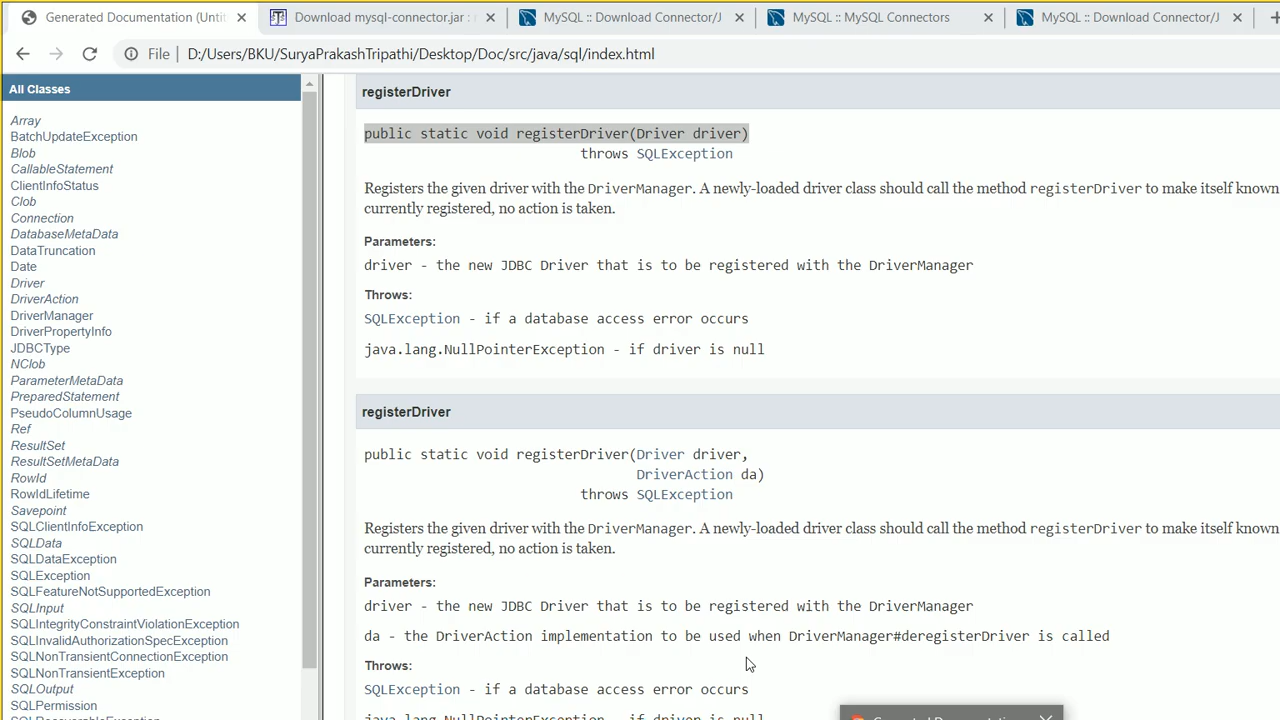 Generated Documentation (Untit
Download mysql-connector.jar :
MySQL :: Download Connector/J
MySQL :: MySQL Connectors
MySQL :: Download Connector/J
File
D:/Users/BKU/SuryaPrakashTripathi/Desktop/Doc/src/java/sql/index.html
All Classes
Array
BatchUpdateException
Blob
CallableStatement
ClientInfoStatus
Clob
Connection
DatabaseMetaData
DataTruncation
Date
Driver
DriverAction
DriverManager
DriverPropertyInfo
JDBCType
NClob
ParameterMetaData
PreparedStatement
PseudoColumnUsage
Ref
ResultSet
ResultSetMetaData
RowId
RowIdLifetime
Savepoint
SQLClientInfoException
SQLData
SQLDataException
SQLException
SQLFeatureNotSupportedException
SQLInput
SQLIntegrityConstraintViolationException
SQLInvalidAuthorizationSpecException
SQLNonTransientConnectionException
SQLNonTransientException
SQLOutput
SQLPermission
SQLRecoverableException
registerDriver
public static void registerDriver(Driver driver)
throws SQLException
Registers the given driver with the DriverManager. A newly-loaded driver class should call the method registerDriver to make itself known
currently registered, no action is taken.
Parameters:
driver - the new JDBC Driver that is to be registered with the DriverManager
Throws:
SQLException - if a database access error occurs
java.lang.NullPointerException - if driver is null
registerDriver
public static void registerDriver(Driver driver,
DriverAction da)
throws SQLException
Registers the given driver with the DriverManager. A newly-loaded driver class should call the method registerDriver to make itself known
currently registered, no action is taken.
Parameters:
driver - the new JDBC Driver that is to be registered with the DriverManager
da - the DriverAction implementation to be used when DriverManager#deregisterDriver is called
Throws:
SQLException - if a database access error occurs
java.lang.NullPointerException - if driver is null